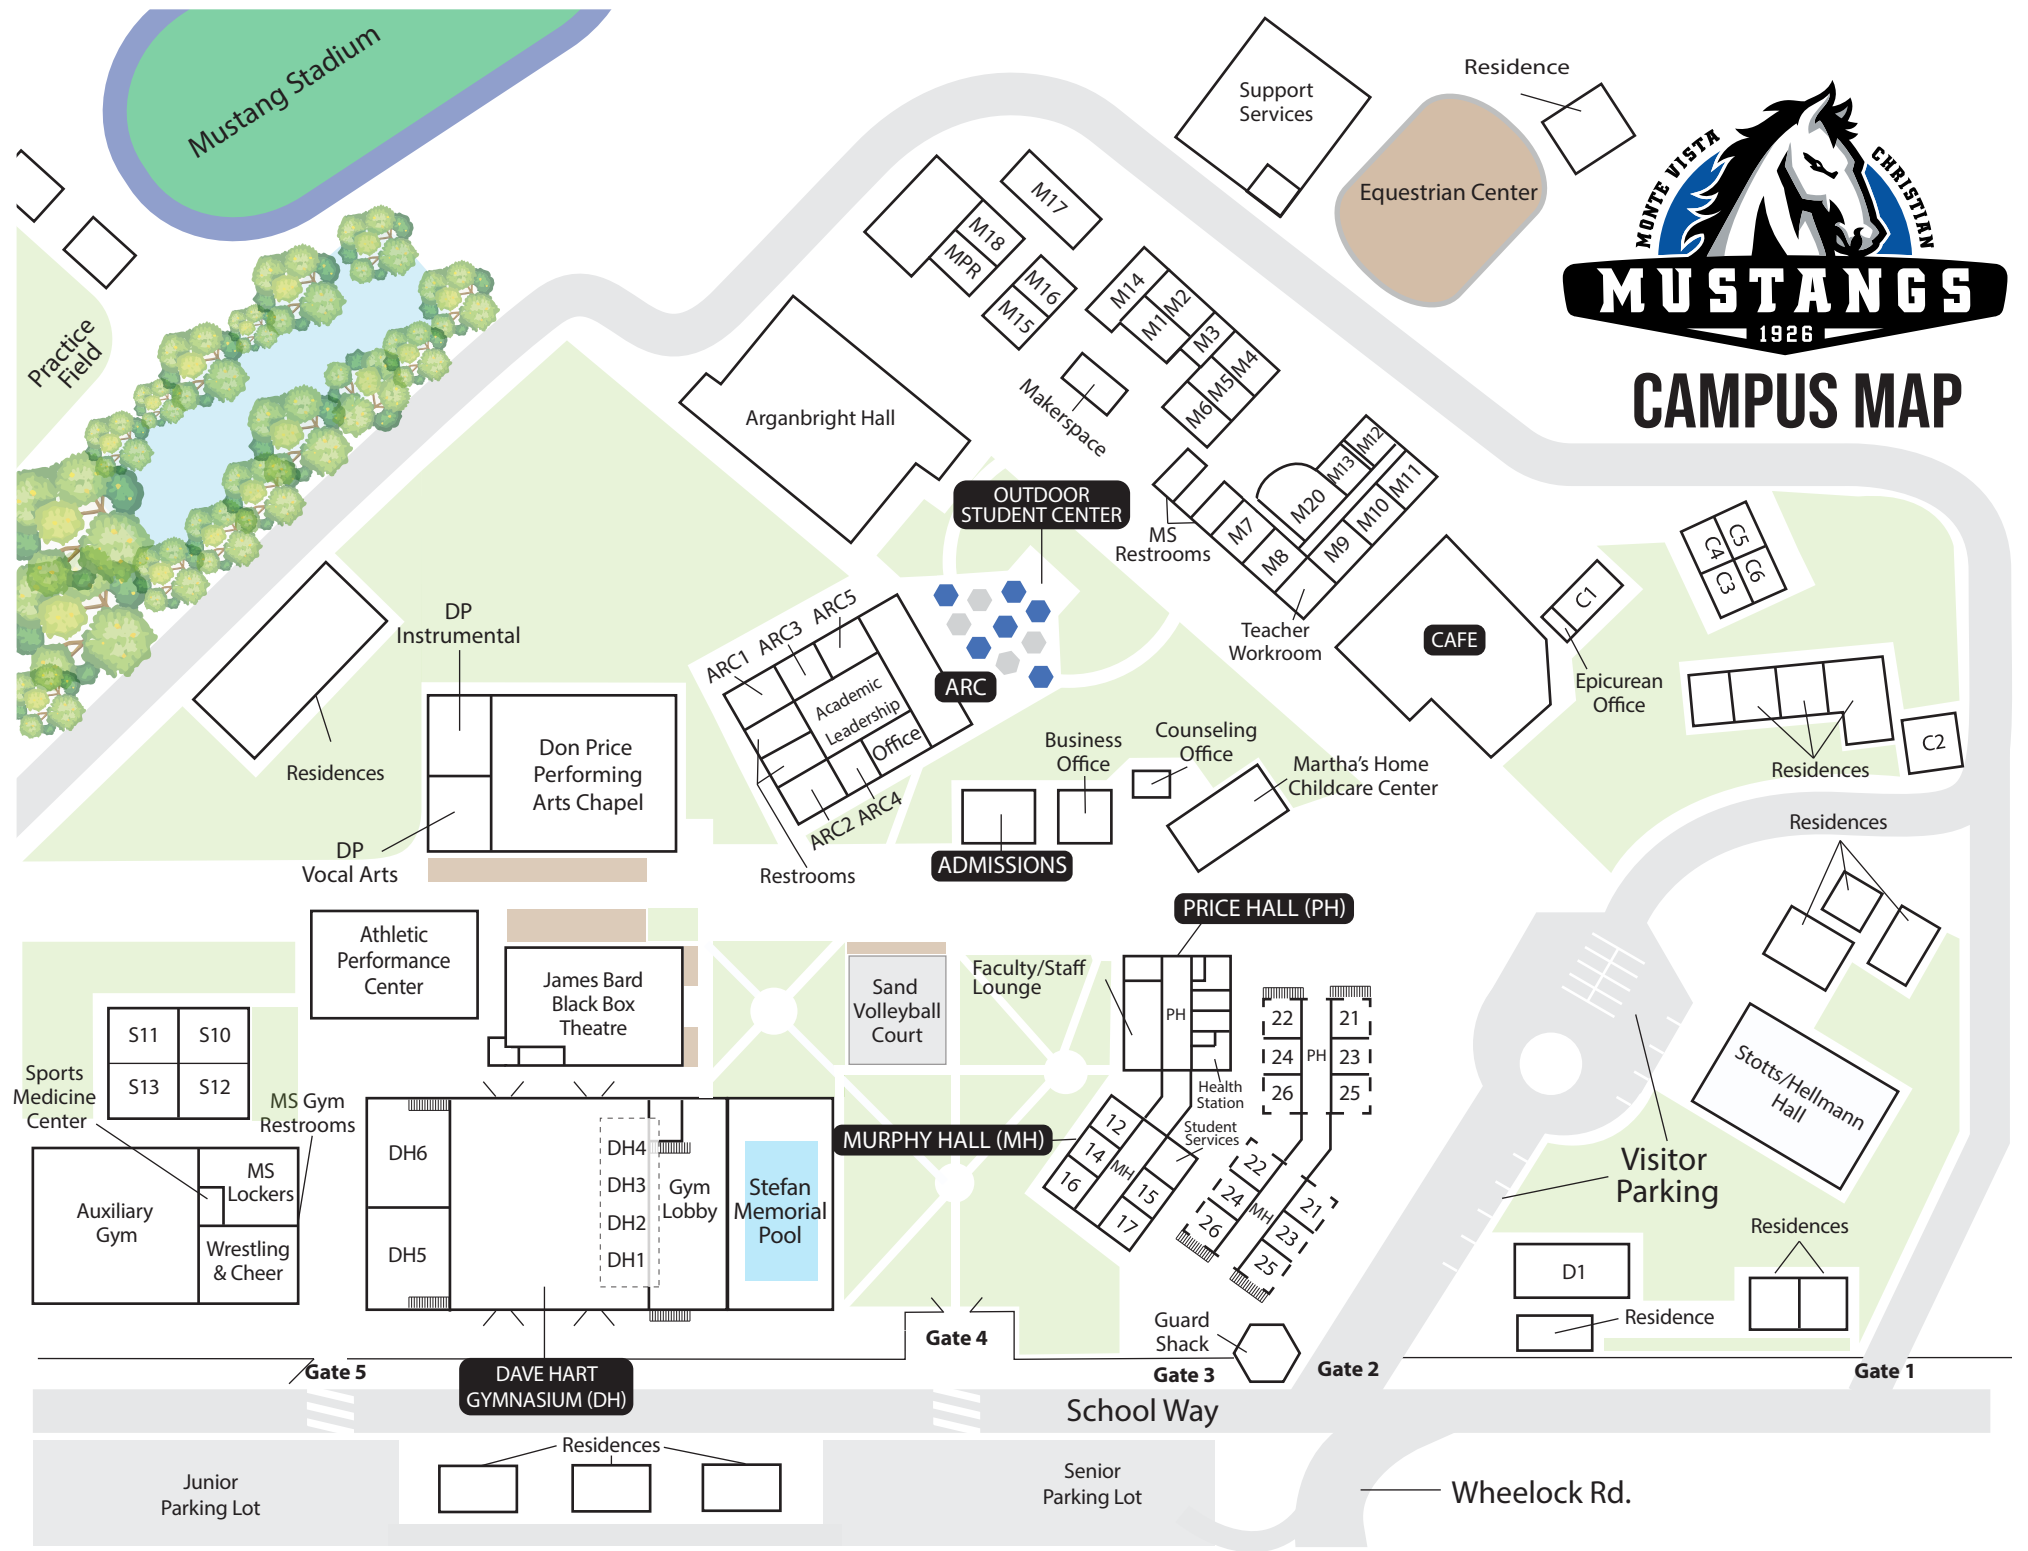 Mustang Stadium
Practice
Field
Support
Services
Residence
Equestrian Center
MONTE VISTA
CHRISTIAN
MUSTANGS
1926
CAMPUS MAP
M17
M18
MPR
M16
M15
M14
M2
M1
M3
M4
M5
M6
Makerspace
Arganbright Hall
OUTDOOR
STUDENT CENTER
M12
M13
M11
M20
M10
M7
M9
M8
MS
Restrooms
Teacher
Workroom
CAFE
C1
Epicurean
Office
C5
C4
C6
C3
Residences
C2
DP
Instrumental
ARC1
ARC3
ARC5
Academic
Leadership
Office
ARC
ARC2
ARC4
Restrooms
Residences
Don Price
Performing
Arts Chapel
DP
Vocal Arts
Business
Office
Counseling
Office
Martha's Home
Childcare Center
ADMISSIONS
Residences
PRICE HALL (PH)
Athletic
Performance
Center
James Bard
Black Box
Theatre
Sand
Volleyball
Court
Faculty/Staff
Lounge
PH
Health
Station
22
21
24
PH
23
26
25
S11
S10
S13
S12
Sports
Medicine
Center
MS Gym
Restrooms
Stotts/Hellmann
Hall
MURPHY HALL (MH)
12
Student
Services
14
MH
16
15
17
22
24
21
MH
26
23
25
Visitor
Parking
DH6
DH4
DH3
DH2
DH1
DH5
Gym
Lobby
Stefan
Memorial
Pool
MS
Lockers
Auxiliary
Gym
Wrestling
& Cheer
Residences
D1
Residence
Guard
Shack
Gate 5
Gate 4
Gate 3
Gate 2
Gate 1
DAVE HART
GYMNASIUM (DH)
School Way
Residences
Junior
Parking Lot
Senior
Parking Lot
Wheelock Rd.